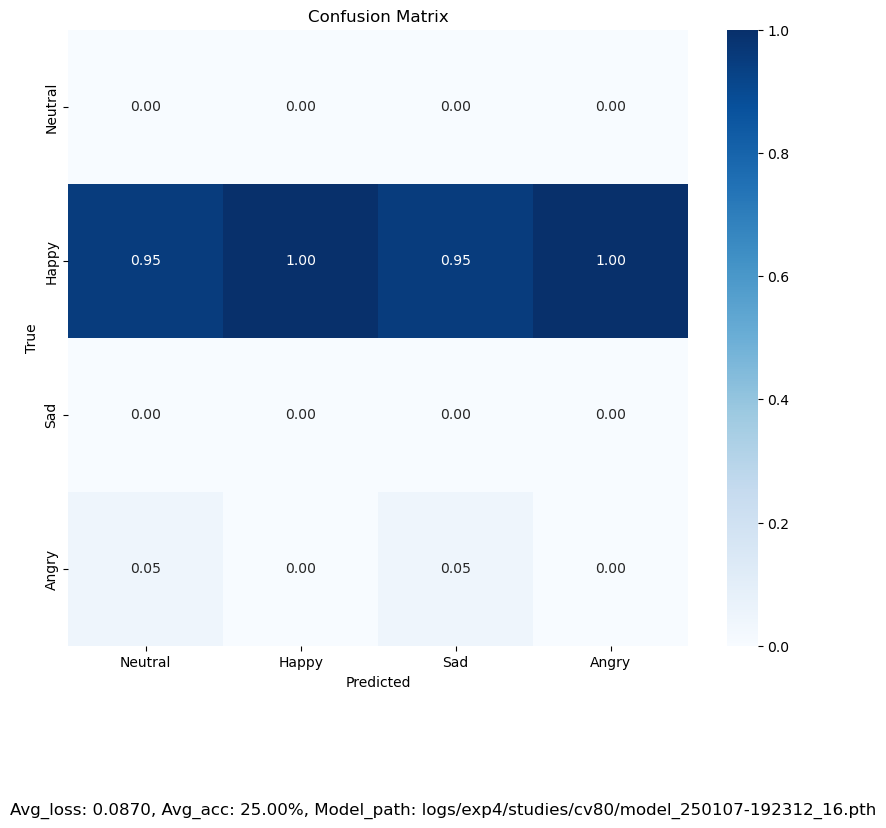 Confusion Matrix
Neutral
0.00 0.00 0.00 0.00
Happy
0.95 1.00 0.95 1.00
Sad
0.00 0.00 0.00 0.00
Angry
0.05 0.00 0.05 0.00
True
Neutral Happy Sad Angry
Predicted
1.0
0.8
0.6
0.4
0.2
0.0
Avg_loss: 0.0870, Avg_acc: 25.00%, Model_path: logs/exp4/studies/cv80/model_250107-192312_16.pth